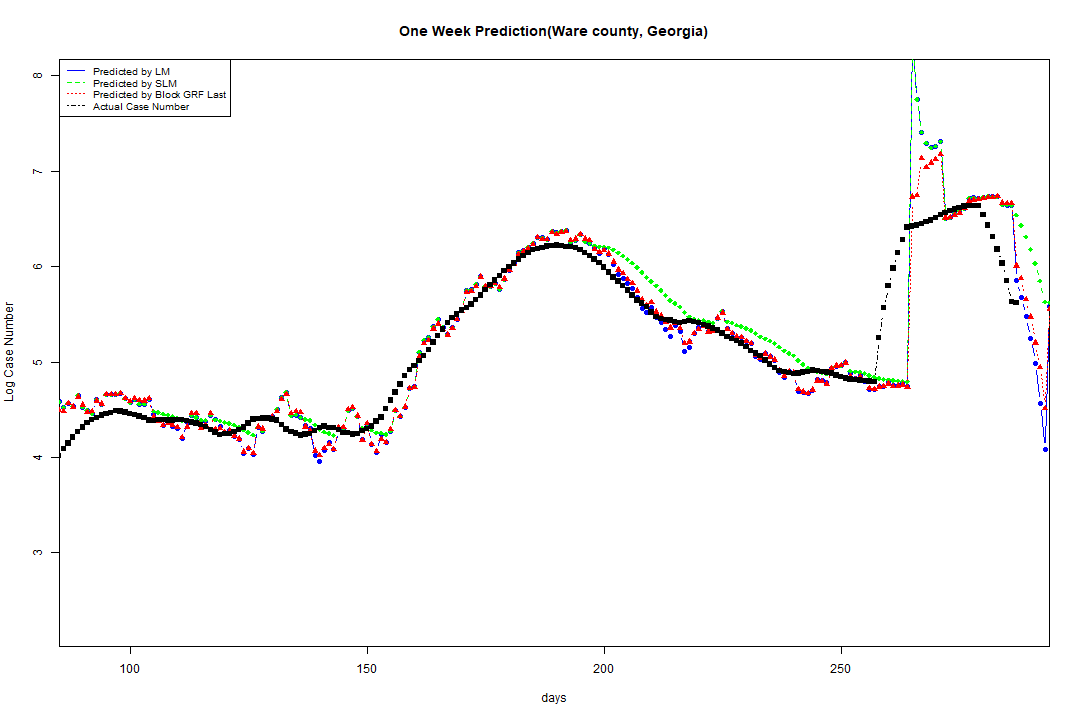 One Week Prediction(Ware county, Georgia)
Predicted by LM
Predicted by SLM
Predicted by Block GRF Last
Actual Case Number
8
7
6
5
4
3
Log Case Number
100 150 200 250
days